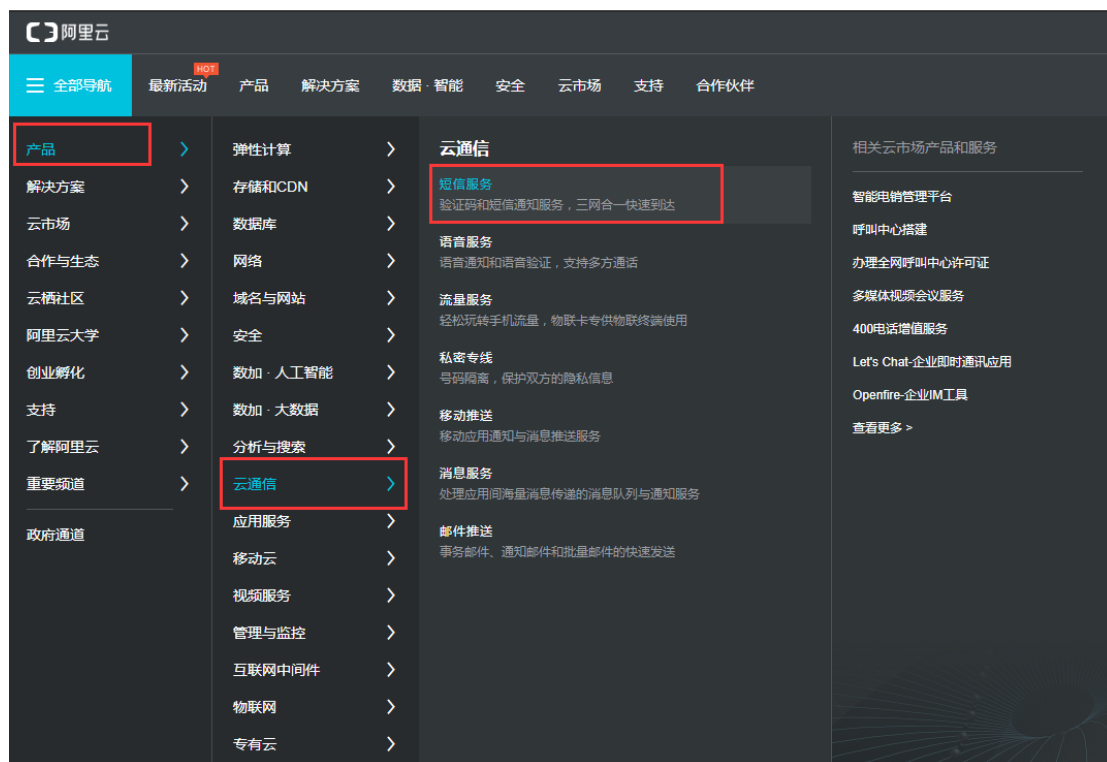 阿里云
全部导航
最新活动
HOT
产品
解决方案
数据 · 智能
安全
云市场
支持
合作伙伴
产品
解决方案
云市场
合作与生态
云栖社区
阿里云大学
创业孵化
支持
了解阿里云
重要频道
政府通道
弹性计算
存储和CDN
数据库
网络
域名与网站
安全
数加 · 人工智能
数加 · 大数据
分析与搜索
云通信
应用服务
移动云
视频服务
管理与监控
互联网中间件
物联网
专有云
云通信
短信服务
验证码和短信通知服务，三网合一快速到达
语音服务
语音通知和语音验证，支持多方通话
流量服务
轻松玩转手机流量，物联卡专供物联终端使用
私密专线
号码隔离，保护双方的隐私信息
移动推送
移动应用通知与消息推送服务
消息服务
处理应用间海量消息传递的消息队列与通知服务
邮件推送
事务邮件、通知邮件和批量邮件的快速发送
相关云市场产品和服务
智能电销管理平台
呼叫中心搭建
办理全网呼叫中心许可证
多媒体视频会议服务
400电话增值服务
Let's Chat-企业即时通讯应用
Openfire-企业IM工具
查看更多 >